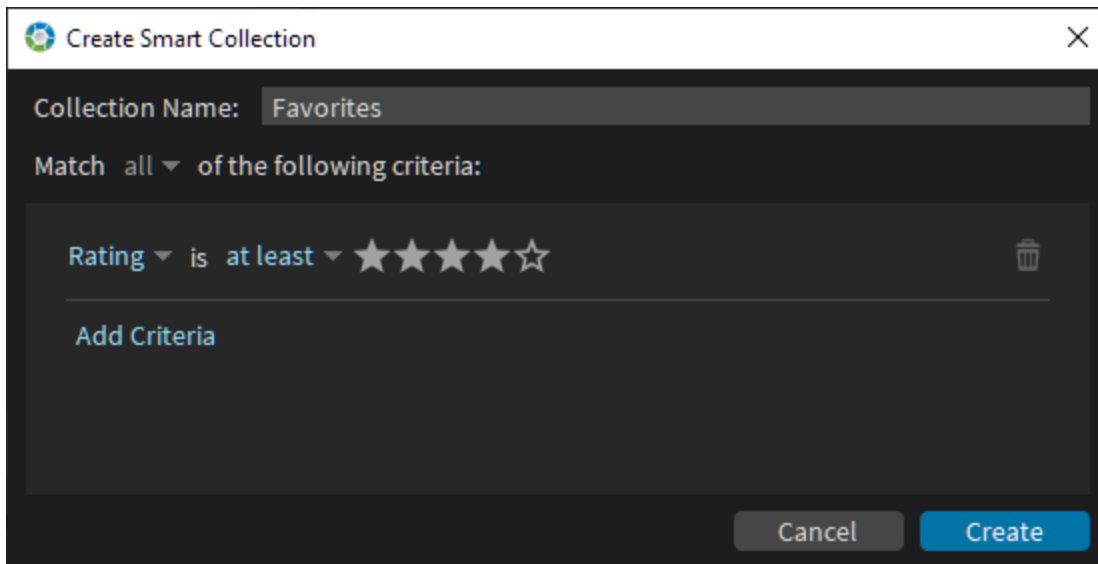 Create Smart Collection
Collection Name: Favorites
Match all of the following criteria:
Rating is at least
Add Criteria
Cancel Create